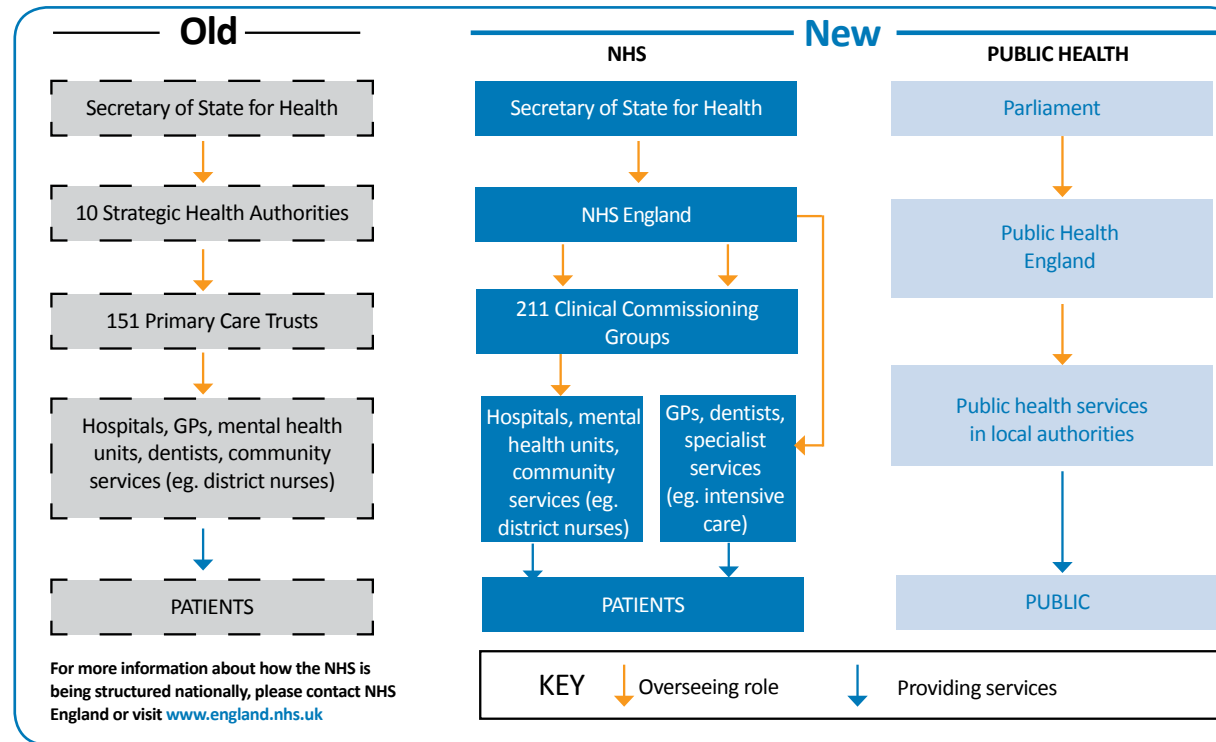 Old
New
NHS
PUBLIC HEALTH
Secretary of State for Health
10 Strategic Health Authorities
151 Primary Care Trusts
Hospitals, GPs, mental health
units, dentists, community
services (eg. district nurses)
PATIENTS
For more information about how the NHS is
being structured nationally, please contact NHS
England or visit www.england.nhs.uk
Secretary of State for Health
NHS England
211 Clinical Commissioning
Groups
Hospitals, mental
health units,
community
services (eg.
district nurses)
GPs, dentists,
specialist
services
(eg. intensive
care)
PATIENTS
Parliament
Public Health
England
Public health services
in local authorities
PUBLIC
KEY
Overseeing role
Providing services